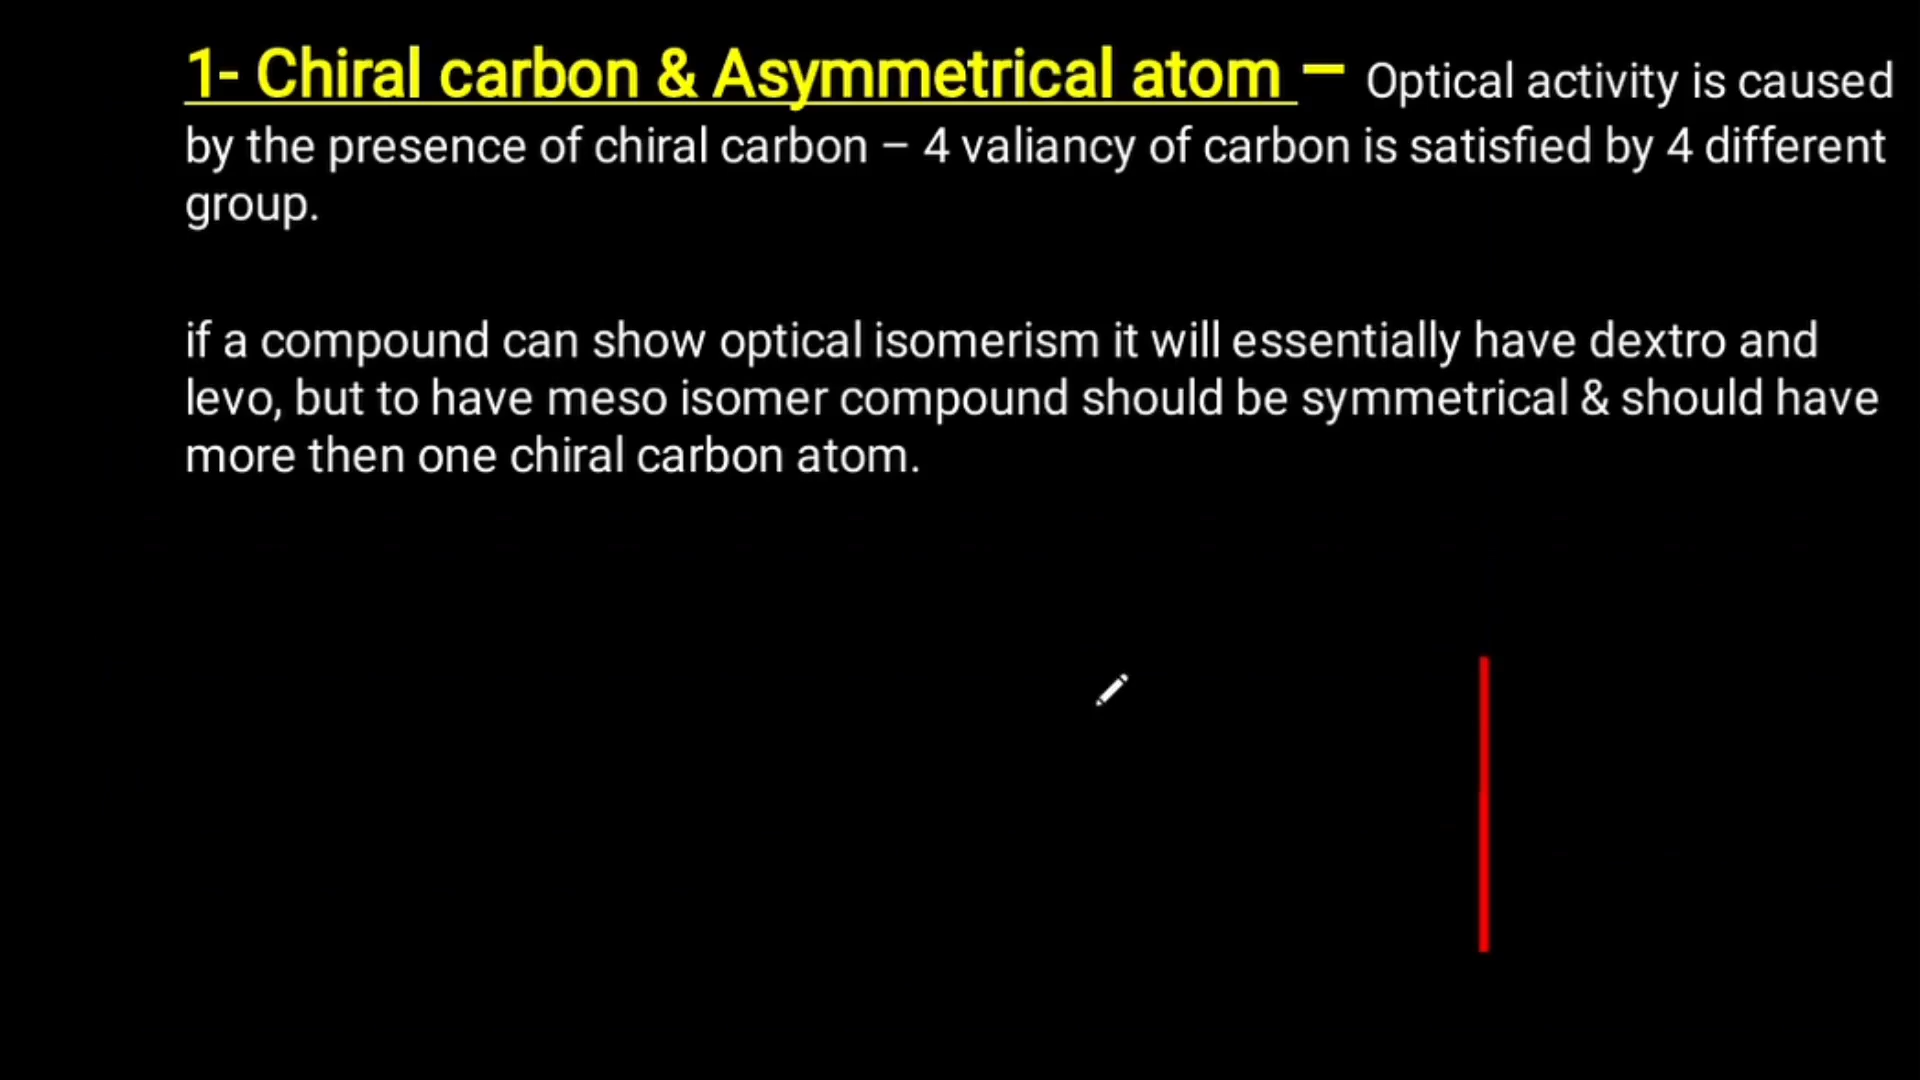 1- Chiral carbon & Asymmetrical atom – Optical activity is caused
by the presence of chiral carbon – 4 valiancy of carbon is satisfied by 4 different
group.
if a compound can show optical isomerism it will essentially have dextro and
levo, but to have meso isomer compound should be symmetrical & should have
more then one chiral carbon atom.